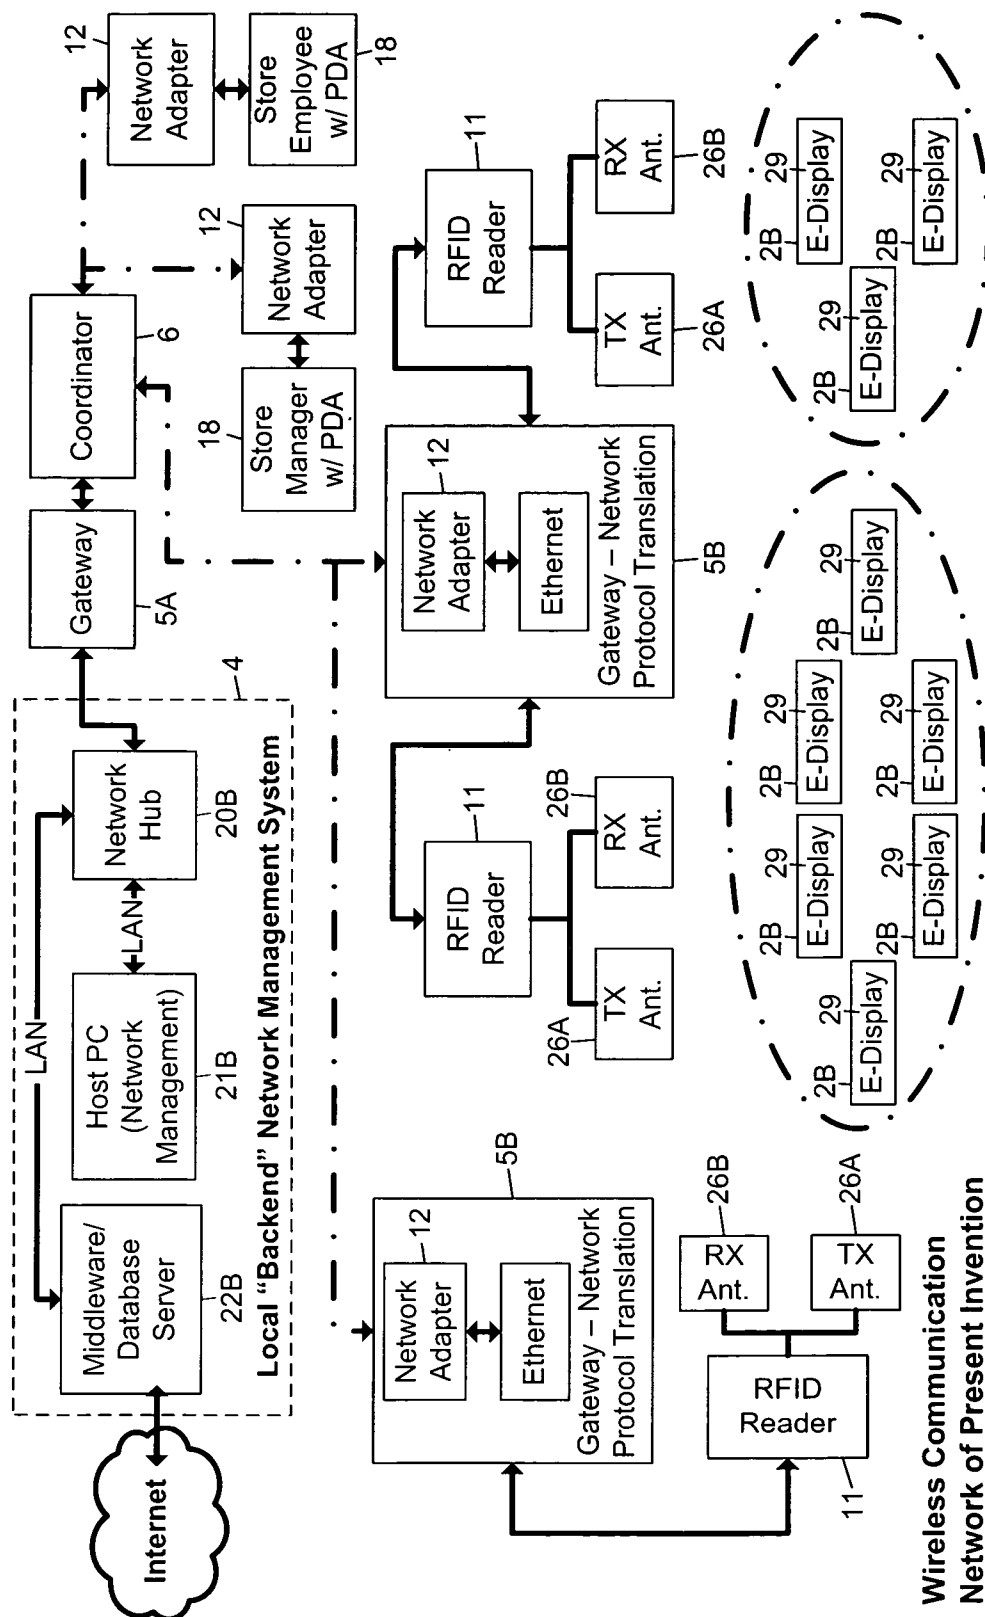 Internet
Middleware/
Database
Server
22B
LAN
Host PC
(Network
Management)
21B
LAN
Network
Hub
20B
Local “Backend” Network Management System
4
Gateway
5A
Coordinator
6
12
Network
Adapter
Store
Employee
w/ PDA
18
12
Network
Adapter
18
Store
Manager
w/ PDA
5B
12
Network
Adapter
Ethernet
Gateway – Network
Protocol Translation
12
Network
Adapter
Ethernet
Gateway – Network
Protocol Translation
5B
RX
Ant.
26B
TX
Ant.
26A
RFID
Reader
11
RFID
Reader
11
TX
Ant.
26A
RX
Ant.
26B
RFID
Reader
11
TX
Ant.
26A
RX
Ant.
26B
2B
29
E-Display
2B
29
E-Display
2B
29
E-Display
2B
29
E-Display
2B
29
E-Display
2B
29
E-Display
2B
29
E-Display
2B
29
E-Display
2B
29
E-Display
Wireless Communication
Network of Present Invention